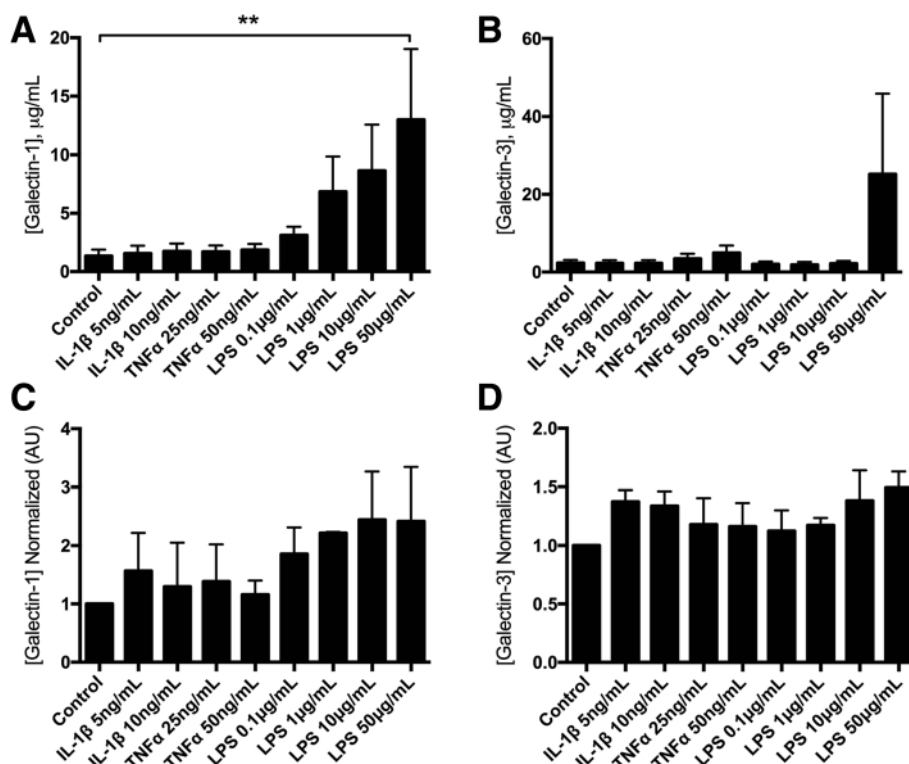 A
**
[Galectin-1], μg/mL
20
15
10
5
0
Control
IL-1β 5ng/mL
IL-1β 10ng/mL
TNFα 25ng/mL
TNFα 50ng/mL
LPS 0.1μg/mL
LPS 1μg/mL
LPS 10μg/mL
LPS 50μg/mL
B
[Galectin-3], μg/mL
60
40
20
0
Control
IL-1β 5ng/mL
IL-1β 10ng/mL
TNFα 25ng/mL
TNFα 50ng/mL
LPS 0.1μg/mL
LPS 1μg/mL
LPS 10μg/mL
LPS 50μg/mL
C
[Galectin-1] Normalized (AU)
4
3
2
1
0
Control
IL-1β 5ng/mL
IL-1β 10ng/mL
TNFα 25ng/mL
TNFα 50ng/mL
LPS 0.1μg/mL
LPS 1μg/mL
LPS 10μg/mL
LPS 50μg/mL
D
[Galectin-3] Normalized (AU)
2.0
1.5
1.0
0.5
0.0
Control
IL-1β 5ng/mL
IL-1β 10ng/mL
TNFα 25ng/mL
TNFα 50ng/mL
LPS 0.1μg/mL
LPS 1μg/mL
LPS 10μg/mL
LPS 50μg/mL